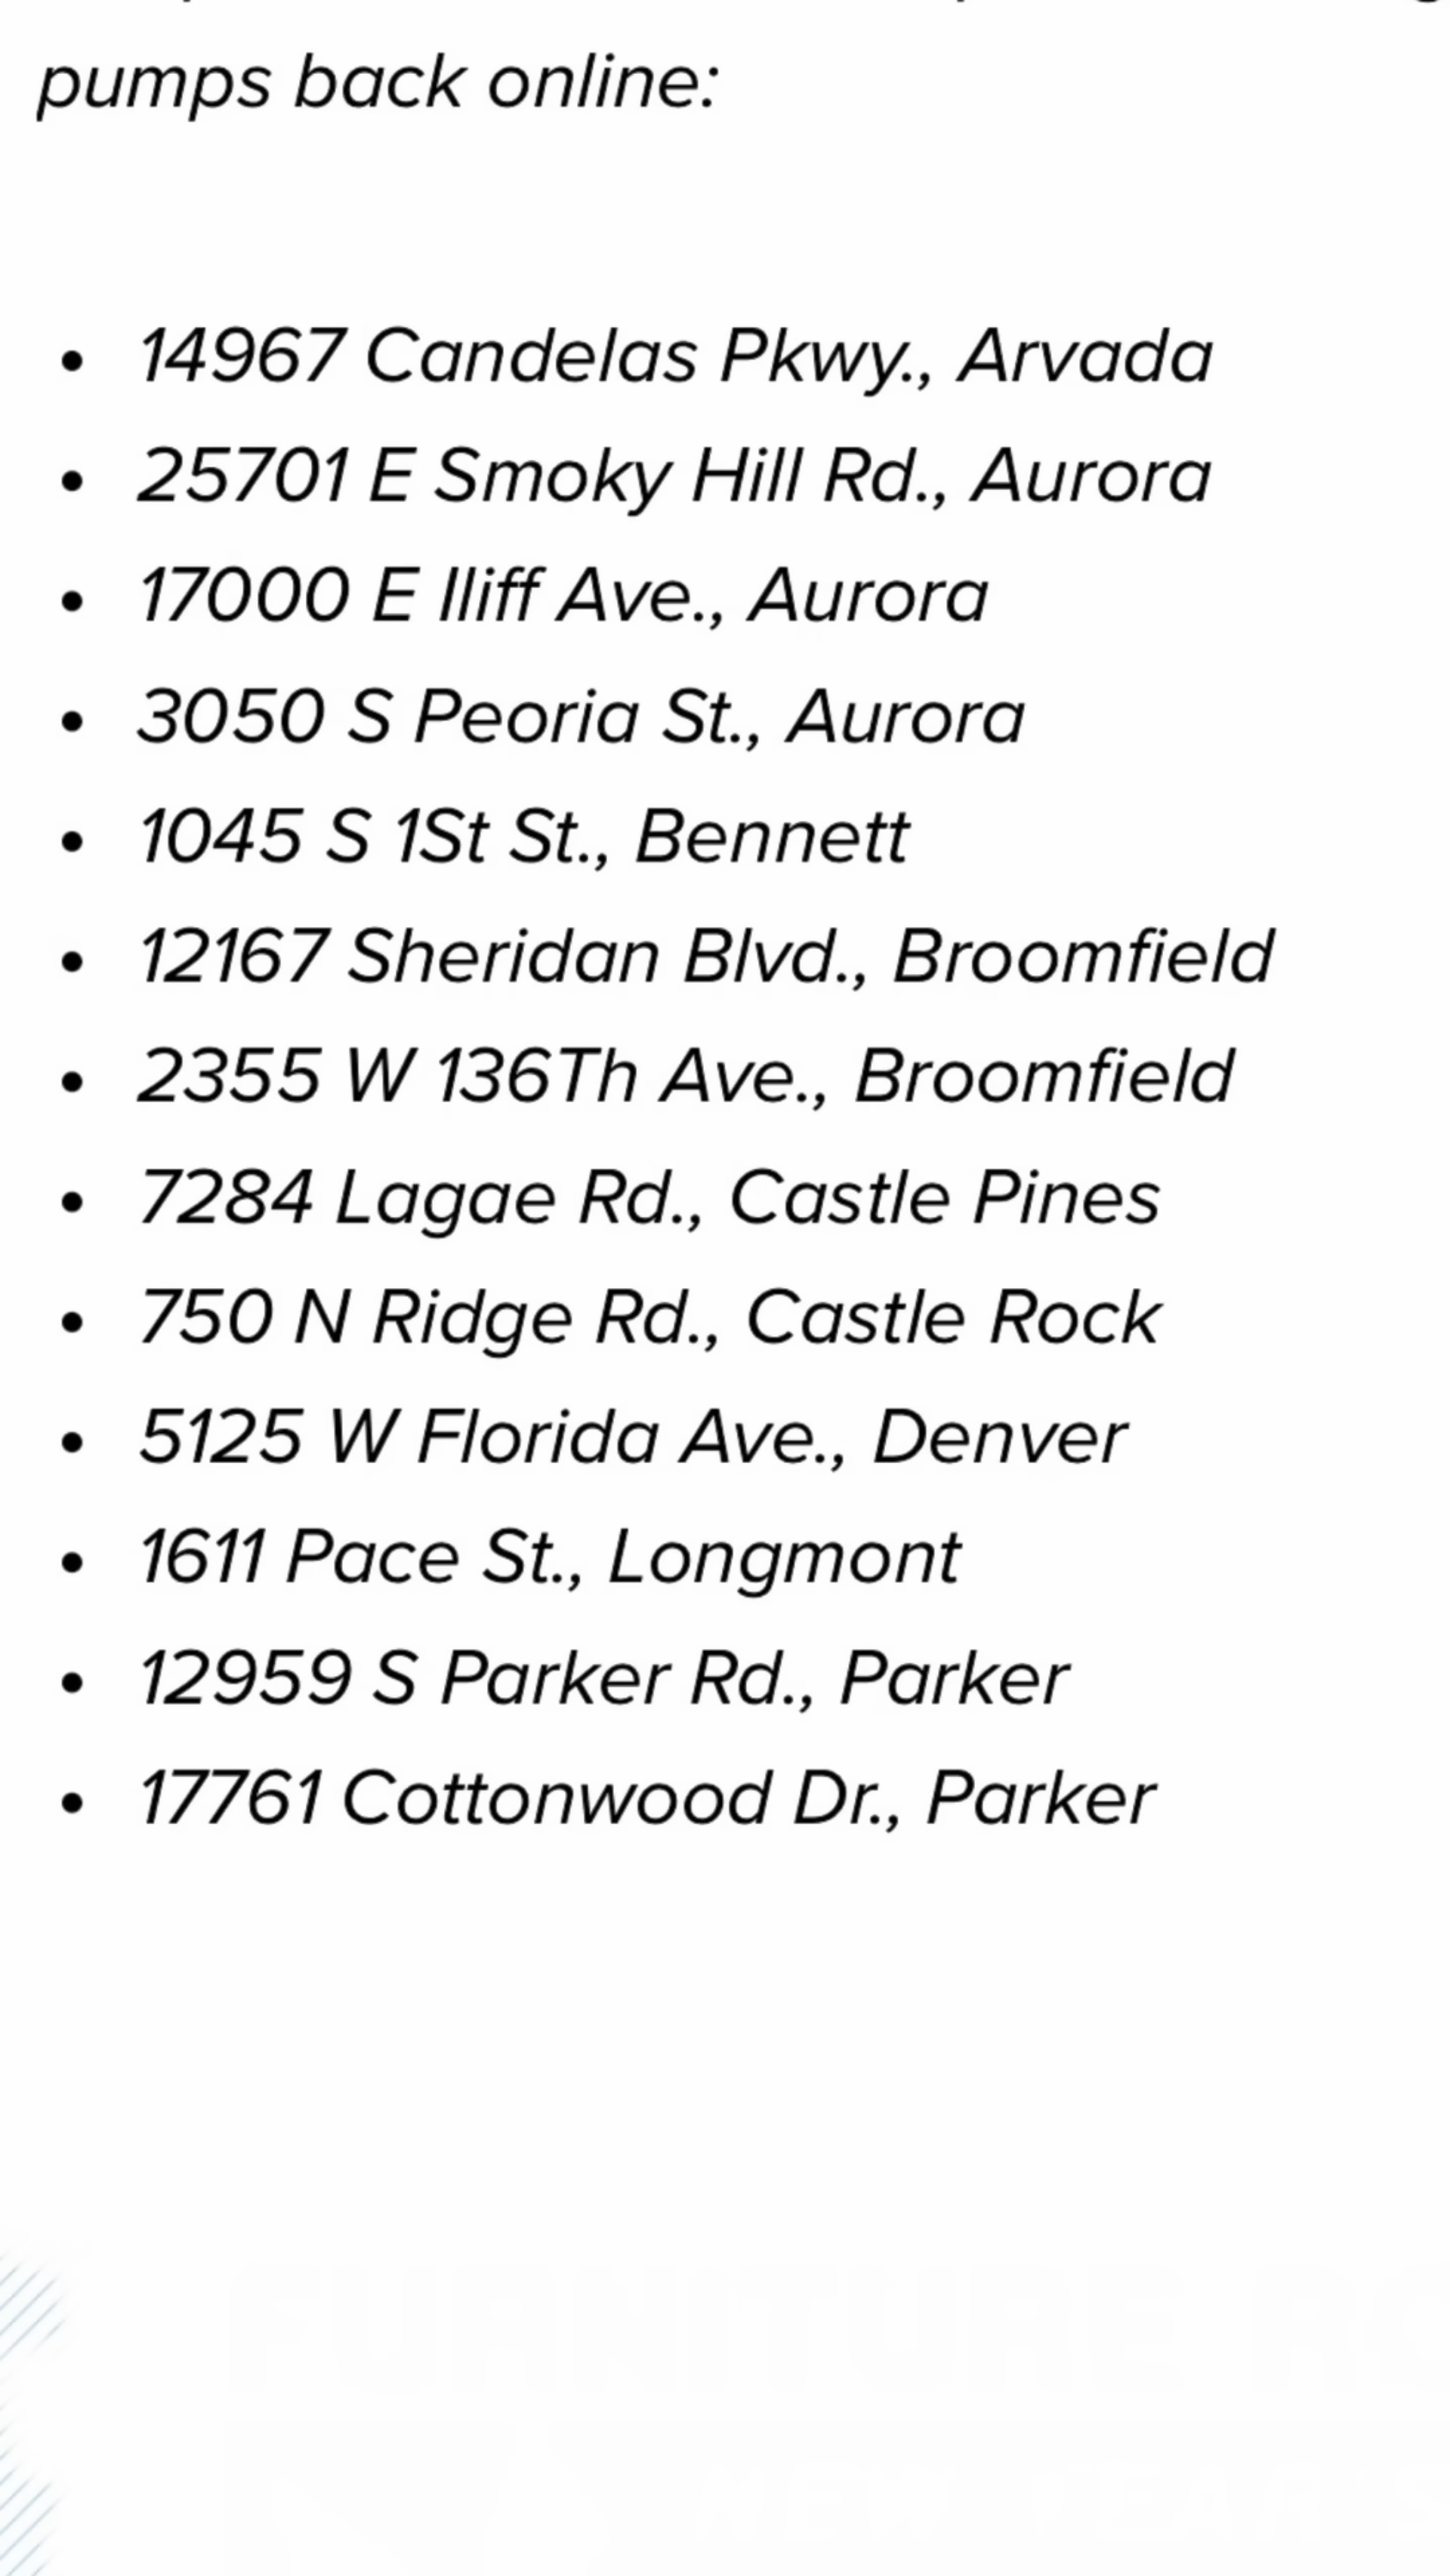 pumps back online:
• 14967 Candelas Pkwy., Arvada
• 25701 E Smoky Hill Rd., Aurora
• 17000 E Iliff Ave., Aurora
• 3050 S Peoria St., Aurora
• 1045 S 1St St., Bennett
• 12167 Sheridan Blvd., Broomfield
• 2355 W 136Th Ave., Broomfield
• 7284 Lagae Rd., Castle Pines
• 750 N Ridge Rd., Castle Rock
• 5125 W Florida Ave., Denver
• 1611 Pace St., Longmont
• 12959 S Parker Rd., Parker
• 17761 Cottonwood Dr., Parker